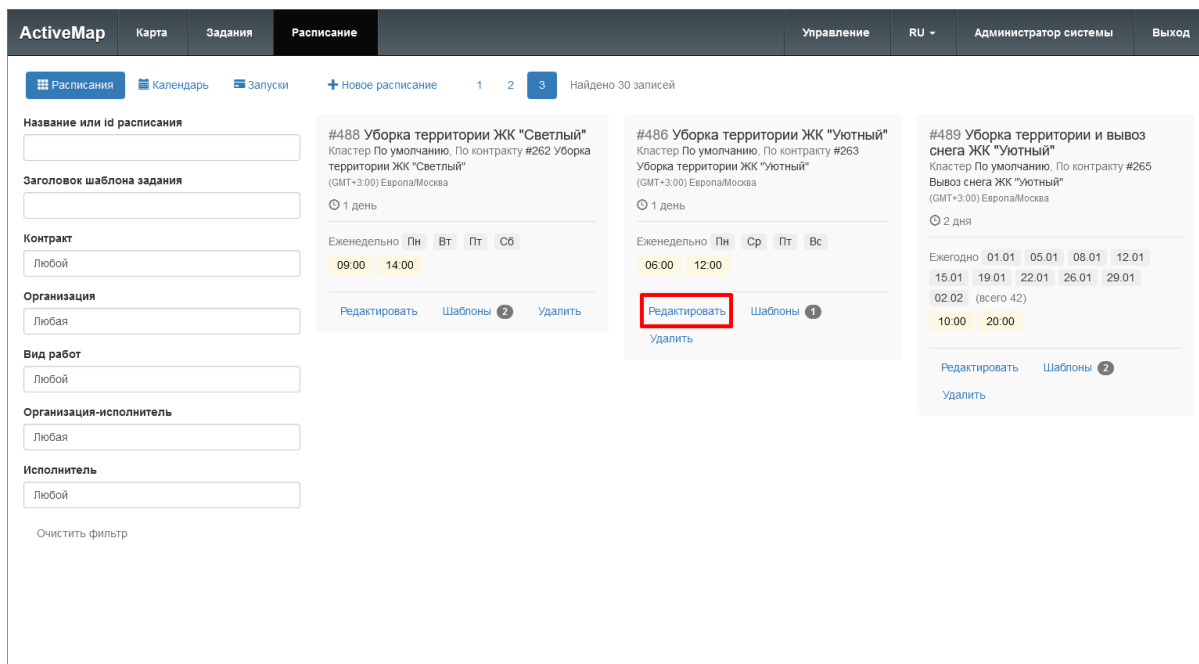 ActiveMap Карта Задания Расписание Управление RU Администратор системы Выход
Расписания Календарь Запуски + Новое расписание 1 2 3 Найдено 30 записей
Название или id расписания
Заголовок шаблона задания
Контракт
Любой
Организация
Любая
Вид работ
Любой
Организация-исполнитель
Любая
Исполнитель
Любой
Очистить фильтр
#488 Уборка территории ЖК "Светлый"
Кластер По умолчанию, По контракту #262 Уборка
территории ЖК "Светлый"
(GMT+3:00) Европа/Москва
1 день
Еженедельно Пн Вт Пт Сб
09:00 14:00
Редактировать Шаблоны 2 Удалить
#486 Уборка территории ЖК "Уютный"
Кластер По умолчанию, По контракту #263
Уборка территории ЖК "Уютный"
(GMT+3:00) Европа/Москва
1 день
Еженедельно Пн Ср Пт Вс
06:00 12:00
Редактировать Шаблоны 1
Удалить
#489 Уборка территории и вывоз
снега ЖК "Уютный"
Кластер По умолчанию, По контракту #265
Вывоз снега ЖК "Уютный"
(GMT+3:00) Европа/Москва
2 дня
Ежегодно 01.01 05.01 08.01 12.01
15.01 19.01 22.01 26.01 29.01
02.02 (всего 42)
10:00 20:00
Редактировать Шаблоны 2
Удалить